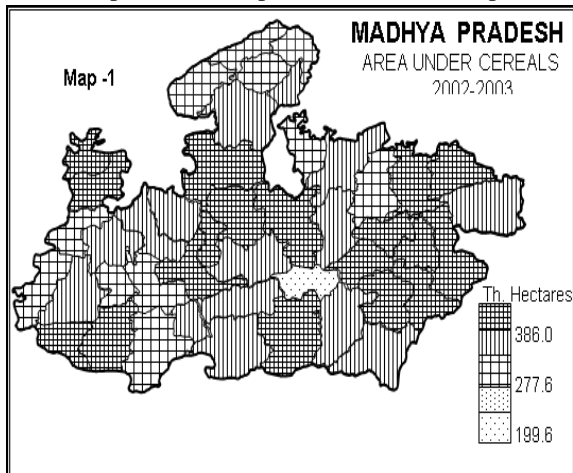 MADHYA PRADESH
AREA UNDER CEREALS
2002-2003
Map -1
Th. Hectares
386.0
277.6
199.6